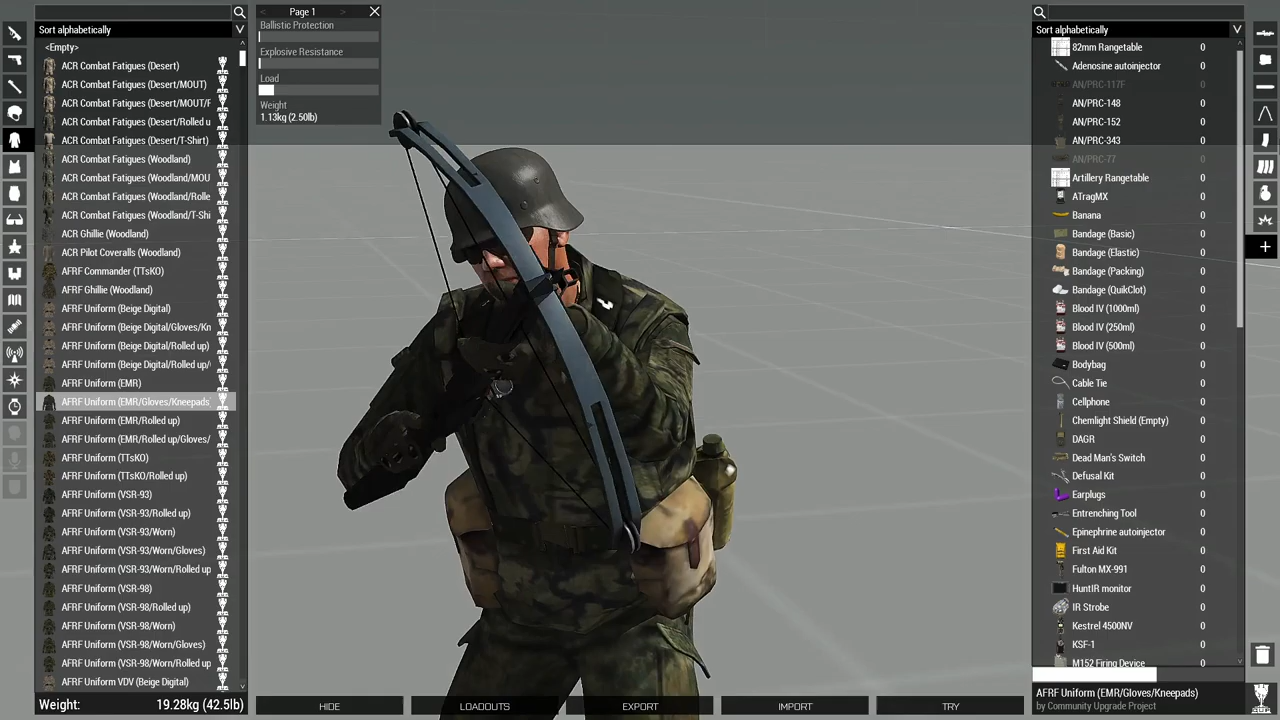 Sort alphabetically
<Empty>
ACR Combat Fatigues (Desert)
ACR Combat Fatigues (Desert/MOUT)
ACR Combat Fatigues (Desert/MOUT/F
ACR Combat Fatigues (Desert/Rolled u
ACR Combat Fatigues (Desert/T-Shirt)
ACR Combat Fatigues (Woodland)
ACR Combat Fatigues (Woodland/MOU
ACR Combat Fatigues (Woodland/Rolle
ACR Combat Fatigues (Woodland/T-Shi
ACR Ghillie (Woodland)
ACR Pilot Coveralls (Woodland)
AFRF Commander (TTsKO)
AFRF Ghillie (Woodland)
AFRF Uniform (Beige Digital)
AFRF Uniform (Beige Digital/Gloves/Kn
AFRF Uniform (Beige Digital/Rolled up)
AFRF Uniform (Beige Digital/Rolled up/
AFRF Uniform (EMR)
AFRF Uniform (EMR/Gloves/Kneepads
AFRF Uniform (EMR/Rolled up)
AFRF Uniform (EMR/Rolled up/Gloves/
AFRF Uniform (TTsKO)
AFRF Uniform (TTsKO/Rolled up)
AFRF Uniform (VSR-93)
AFRF Uniform (VSR-93/Rolled up)
AFRF Uniform (VSR-93/Worn)
AFRF Uniform (VSR-93/Worn/Gloves)
AFRF Uniform (VSR-93/Worn/Rolled up
AFRF Uniform (VSR-98)
AFRF Uniform (VSR-98/Rolled up)
AFRF Uniform (VSR-98/Worn)
AFRF Uniform (VSR-98/Worn/Gloves)
AFRF Uniform (VSR-98/Worn/Rolled up
AFRF Uniform VDV (Beige Digital)
Weight: 19.28kg (42.5lb)
< Page 1 >
Ballistic Protection
Explosive Resistance
Load
Weight
1.13kg (2.50lb)
HIDE
LOADOUTS
EXPORT
IMPORT
TRY
Sort alphabetically
82mm Rangetable 0
Adenosine autoinjector 0
AN/PRC-117F 0
AN/PRC-148 0
AN/PRC-152 0
AN/PRC-343 0
AN/PRC-77 0
Artillery Rangetable 0
ATragMX 0
Banana 0
Bandage (Basic) 0
Bandage (Elastic) 0
Bandage (Packing) 0
Bandage (QuikClot) 0
Blood IV (1000ml) 0
Blood IV (250ml) 0
Blood IV (500ml) 0
Bodybag 0
Cable Tie 0
Cellphone 0
Chemlight Shield (Empty) 0
DAGR 0
Dead Man's Switch 0
Defusal Kit 0
Earplugs 0
Entrenching Tool 0
Epinephrine autoinjector 0
First Aid Kit 0
Fulton MX-991 0
HuntIR monitor 0
IR Strobe 0
Kestrel 4500NV 0
KSF-1 0
M152 Firing Device 0
AFRF Uniform (EMR/Gloves/Kneepads)
by Community Upgrade Project